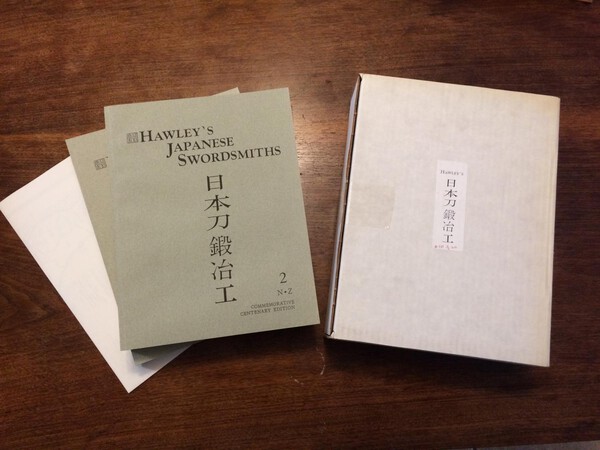 HAWLEY'S
JAPANESE
SWORDSMITHS
日本刀鍛冶工
2
N•Z
COMMEMORATIVE
CENTENARY EDITION
HAWLEY'S
日本刀鍛冶工